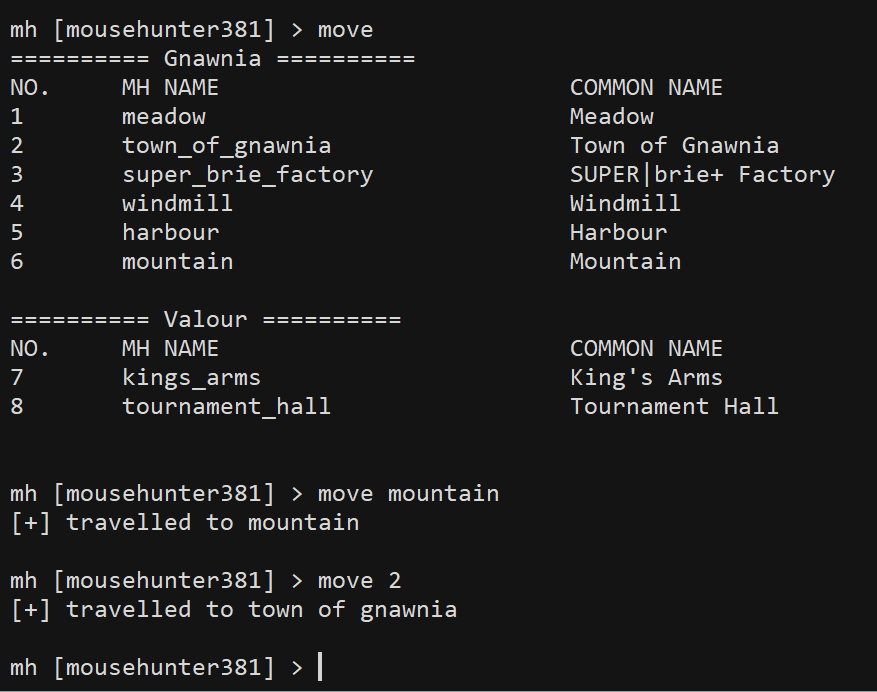 mh [mousehunter381] > move
========== Gnawnia ==========
NO. MH NAME COMMON NAME
1 meadow Meadow
2 town_of_gnawnia Town of Gnawnia
3 super_brie_factory SUPER|brie+ Factory
4 windmill Windmill
5 harbour Harbour
6 mountain Mountain
========== Valour ==========
NO. MH NAME COMMON NAME
7 kings_arms King's Arms
8 tournament_hall Tournament Hall
mh [mousehunter381] > move mountain
[+] travelled to mountain
mh [mousehunter381] > move 2
[+] travelled to town of gnawnia
mh [mousehunter381] >